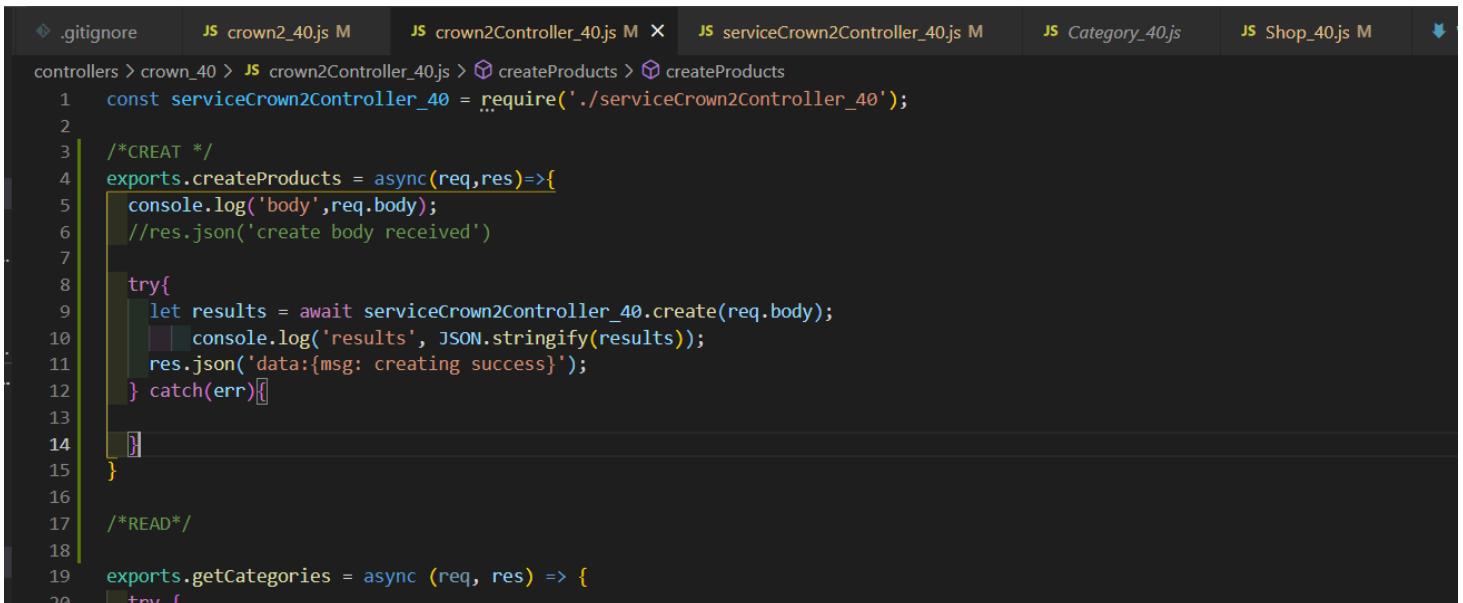 .gitignore JS crown2_40.js M JS crown2Controller_40.js M × JS serviceCrown2Controller_40.js M JS Category_40.js JS Shop_40.js M
controllers > crown_40 > JS crown2Controller_40.js > createProducts > createProducts
1 const serviceCrown2Controller_40 = require('./serviceCrown2Controller_40');
2
3 /*CREAT */
4 exports.createProducts = async(req,res)=>{
5 console.log('body',req.body);
6 //res.json('create body received')
7
8 try{
9 let results = await serviceCrown2Controller_40.create(req.body);
10 console.log('results', JSON.stringify(results));
11 res.json('data:{msg: creating success}');
12 } catch(err){
13
14 }
15 }
16
17 /*READ*/
18
19 exports.getCategories = async (req, res) => {
20 try {